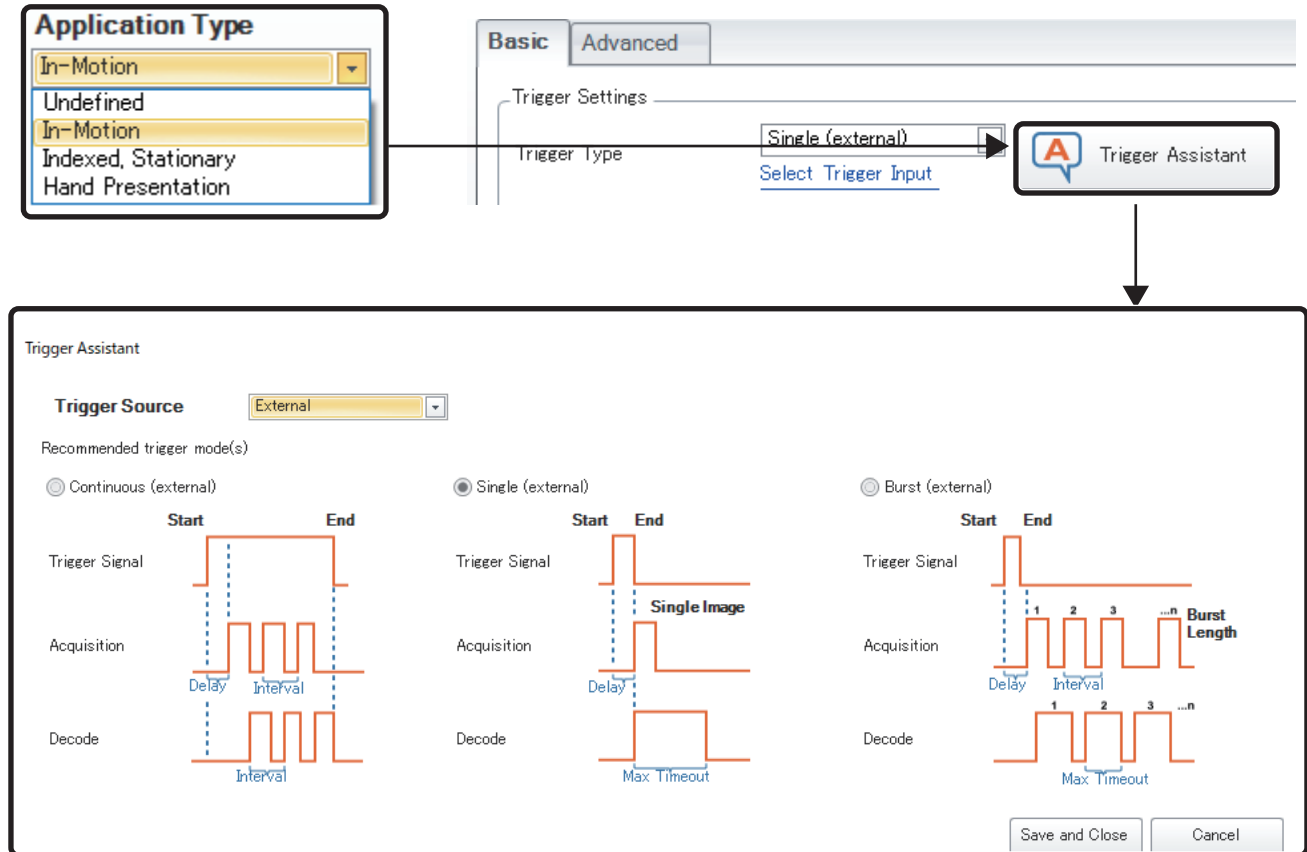 Application Type
In-Motion
Undefined
In-Motion
Indexed, Stationary
Hand Presentation
Basic
Advanced
Trigger Settings
Trigger Type
Single (external)
Select Trigger Input
A
Trigger Assistant
Trigger Assistant
Trigger Source
External
Recommended trigger mode(s)
Continuous (external)
Start End
Trigger Signal
Acquisition
Delay Interval
Decode
Interval
Single (external)
Start End
Trigger Signal
Single Image
Acquisition
Delay
Decode
Max Timeout
Burst (external)
Start End
Trigger Signal
1 2 3 ...n Burst
Length
Acquisition
Delay Interval
1 2 3 ...n
Decode
Max Timeout
Save and Close
Cancel